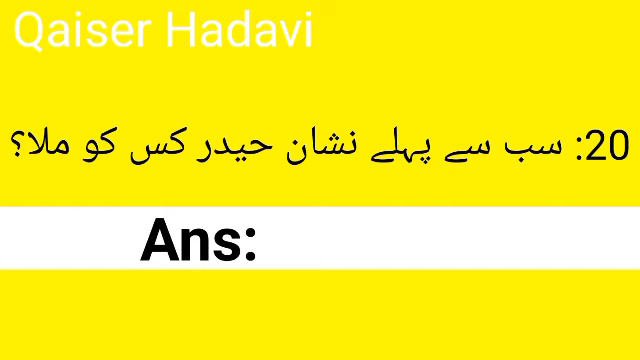 Qaiser Hadavi
20: سب سے پہلے نشان حیدر کس کو ملا؟
Ans: